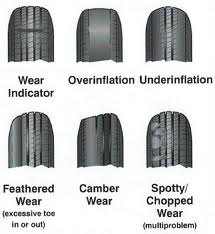 Wear
Indicator
Overinflation
Underinflation
Feathered
Wear
(excessive toe
in or out)
Camber
Wear
Spotty/
Chopped
Wear
(multiproblem)